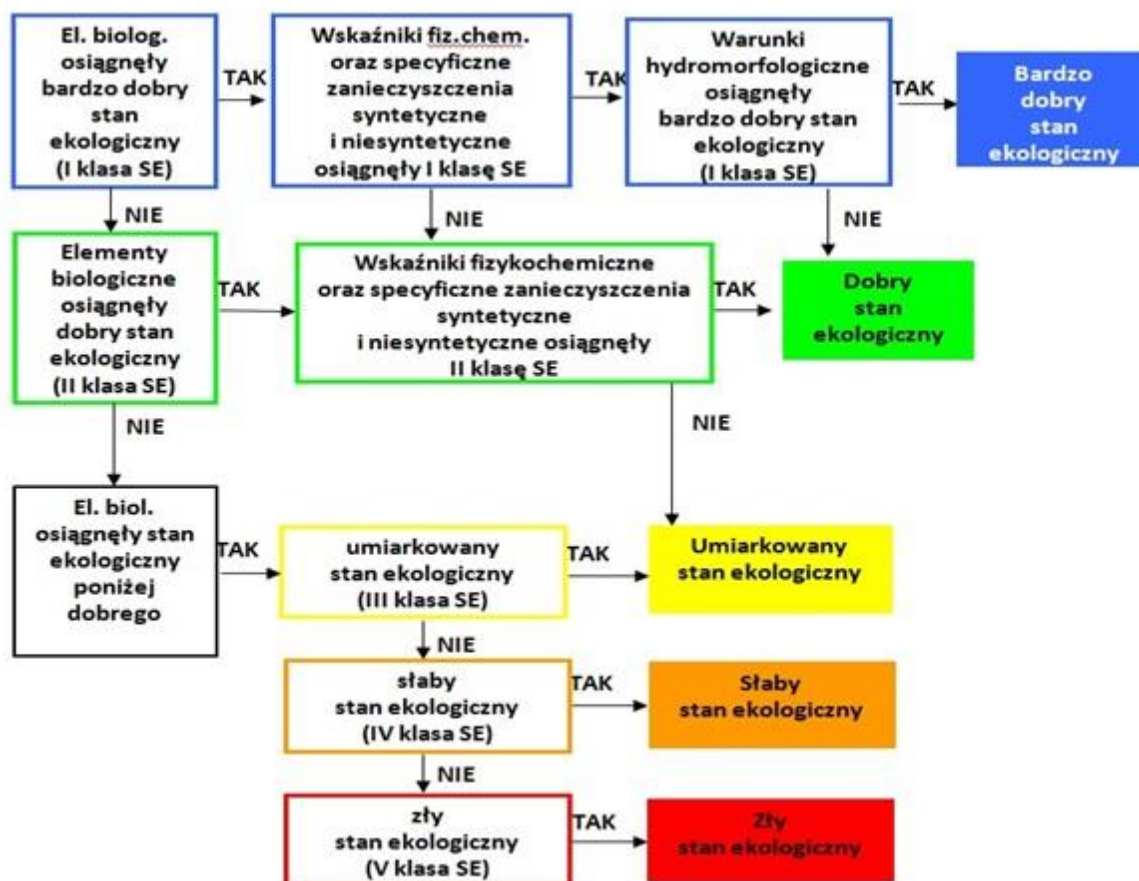 El. biolog.
osiągnęły
bardzo dobry
stan
ekologiczny
(I klasa SE)
TAK
Wskaźniki fiz.chem.
oraz specyficzne
zanieczyszczenia
syntetyczne
i niesyntetyczne
osiągnęły I klasę SE
TAK
Warunki
hydromorfologiczne
osiągnęły
bardzo dobry stan
ekologiczny
(I klasa SE)
TAK
Bardzo
dobry
stan
ekologiczny
NIE
NIE
NIE
Elementy
biologiczne
osiągnęły
dobry stan
ekologiczny
(II klasa SE)
TAK
Wskaźniki fizykochemiczne
oraz specyficzne zanieczyszczenia
syntetyczne
i niesyntetyczne osiągnęły
II klasę SE
TAK
Dobry
stan
ekologiczny
NIE
NIE
El. biol.
osiągnęły stan
ekologiczny
poniżej
dobrego
TAK
umiarkowany
stan ekologiczny
(III klasa SE)
TAK
Umiarkowany
stan ekologiczny
NIE
słaby
stan ekologiczny
(IV klasa SE)
TAK
Słaby
stan ekologiczny
NIE
zły
stan ekologiczny
(V klasa SE)
TAK
Zły
stan ekologiczny